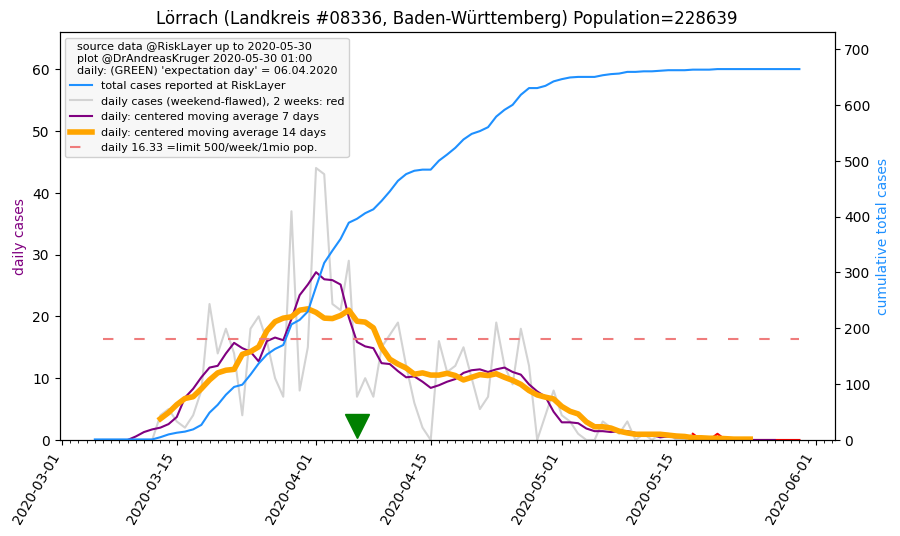 Lörrach (Landkreis #08336, Baden-Württemberg) Population=228639
source data @RiskLayer up to 2020-05-30
plot @DrAndreasKruger 2020-05-30 01:00
daily: (GREEN) 'expectation day' = 06.04.2020
total cases reported at RiskLayer
daily cases (weekend-flawed), 2 weeks: red
daily: centered moving average 7 days
daily: centered moving average 14 days
daily 16.33 =limit 500/week/1mio pop.
daily cases
60
50
40
30
20
10
0
cumulative total cases
700
600
500
400
300
200
100
0
2020-03-01
2020-03-15
2020-04-01
2020-04-15
2020-05-01
2020-05-15
2020-06-01